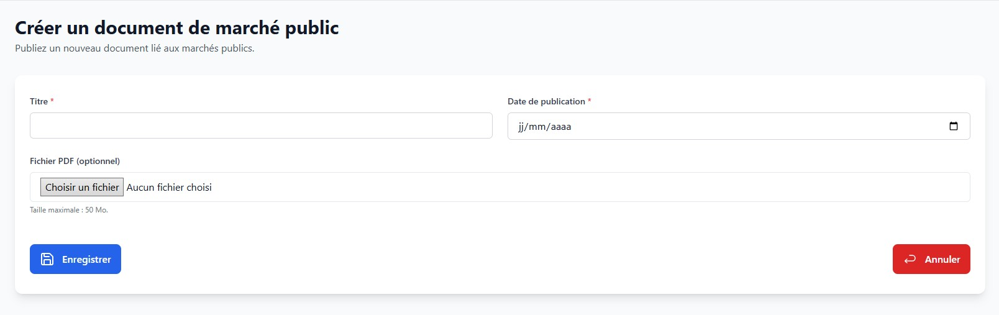 Créer un document de marché public
Publiez un nouveau document lié aux marchés publics.
Titre *
Date de publication *
jj/mm/aaaa
Fichier PDF (optionnel)
Choisir un fichier Aucun fichier choisi
Taille maximale : 50 Mo.
Enregistrer
Annuler